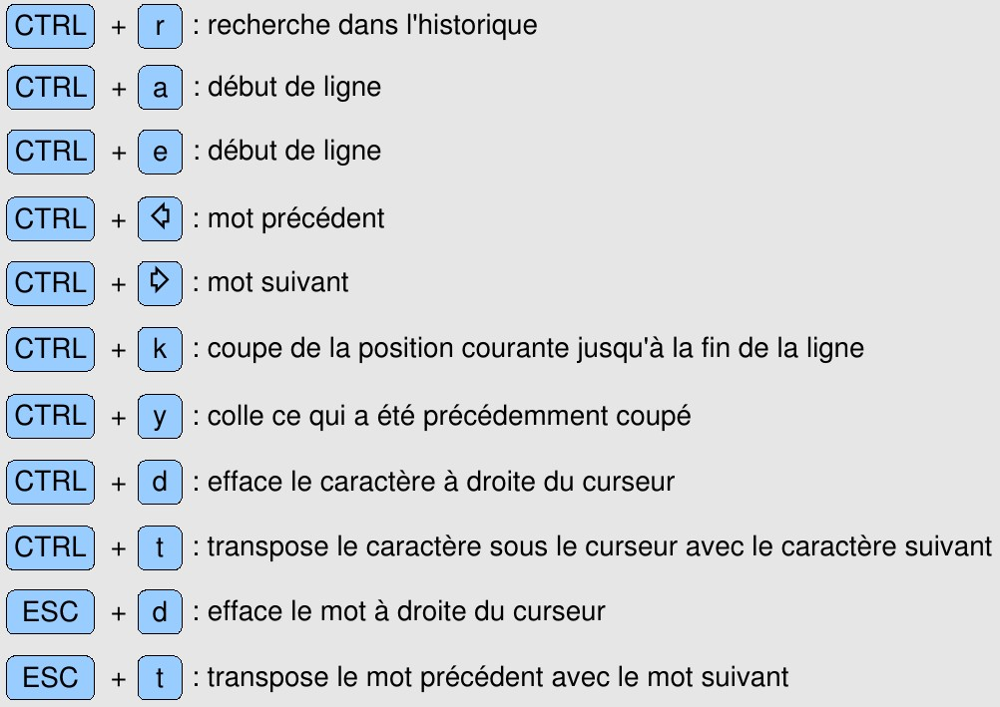 CTRL + r : recherche dans l'historique
CTRL + a : début de ligne
CTRL + e : début de ligne
CTRL + ⇦ : mot précédent
CTRL + ⇨ : mot suivant
CTRL + k : coupe de la position courante jusqu'à la fin de la ligne
CTRL + y : colle ce qui a été précédemment coupé
CTRL + d : efface le caractère à droite du curseur
CTRL + t : transpose le caractère sous le curseur avec le caractère suivant
ESC + d : efface le mot à droite du curseur
ESC + t : transpose le mot précédent avec le mot suivant